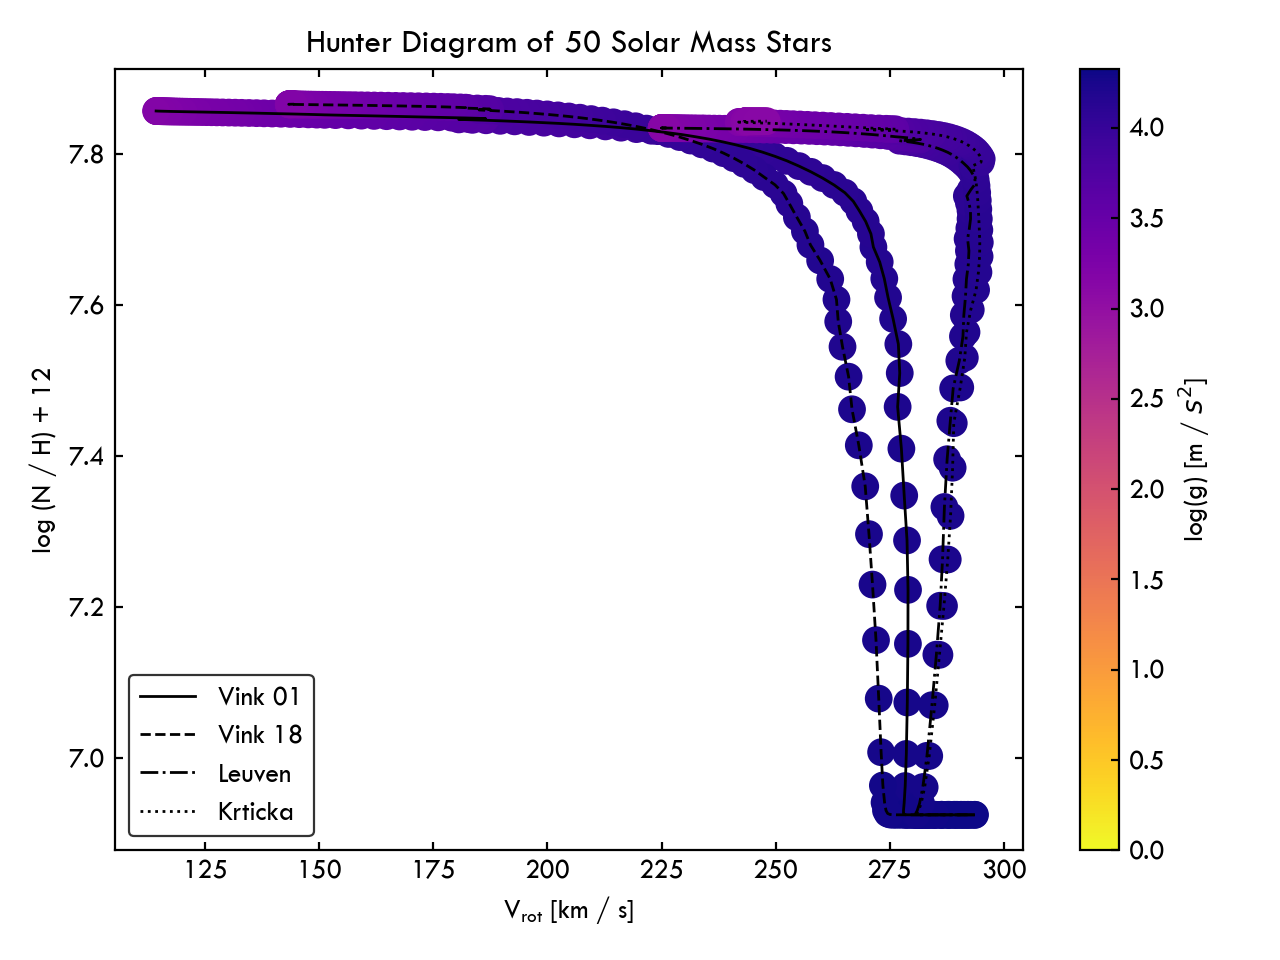 Hunter Diagram of 50 Solar Mass Stars
log (N / H) + 12
7.8
7.6
7.4
7.2
7.0
Vink 01
Vink 18
Leuven
Krticka
125 150 175 200 225 250 275 300
V_rot [km / s]
4.0
3.5
3.0
2.5
2.0
1.5
1.0
0.5
0.0
log(g) [m / s²]